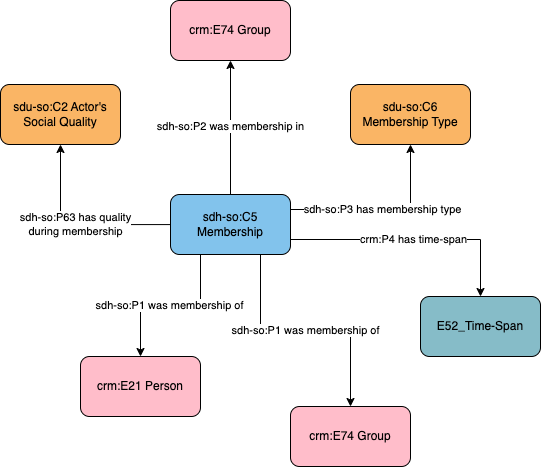 crm:E74 Group
sdu-so:C2 Actor's
Social Quality
sdu-so:C6
Membership Type
sdh-so:P2 was membership in
sdh-so:C5
Membership
sdh-so:P3 has membership type
sdh-so:P63 has quality
during membership
crm:P4 has time-span
sdh-so:P1 was membership of
sdh-so:P1 was membership of
E52_Time-Span
crm:E21 Person
crm:E74 Group